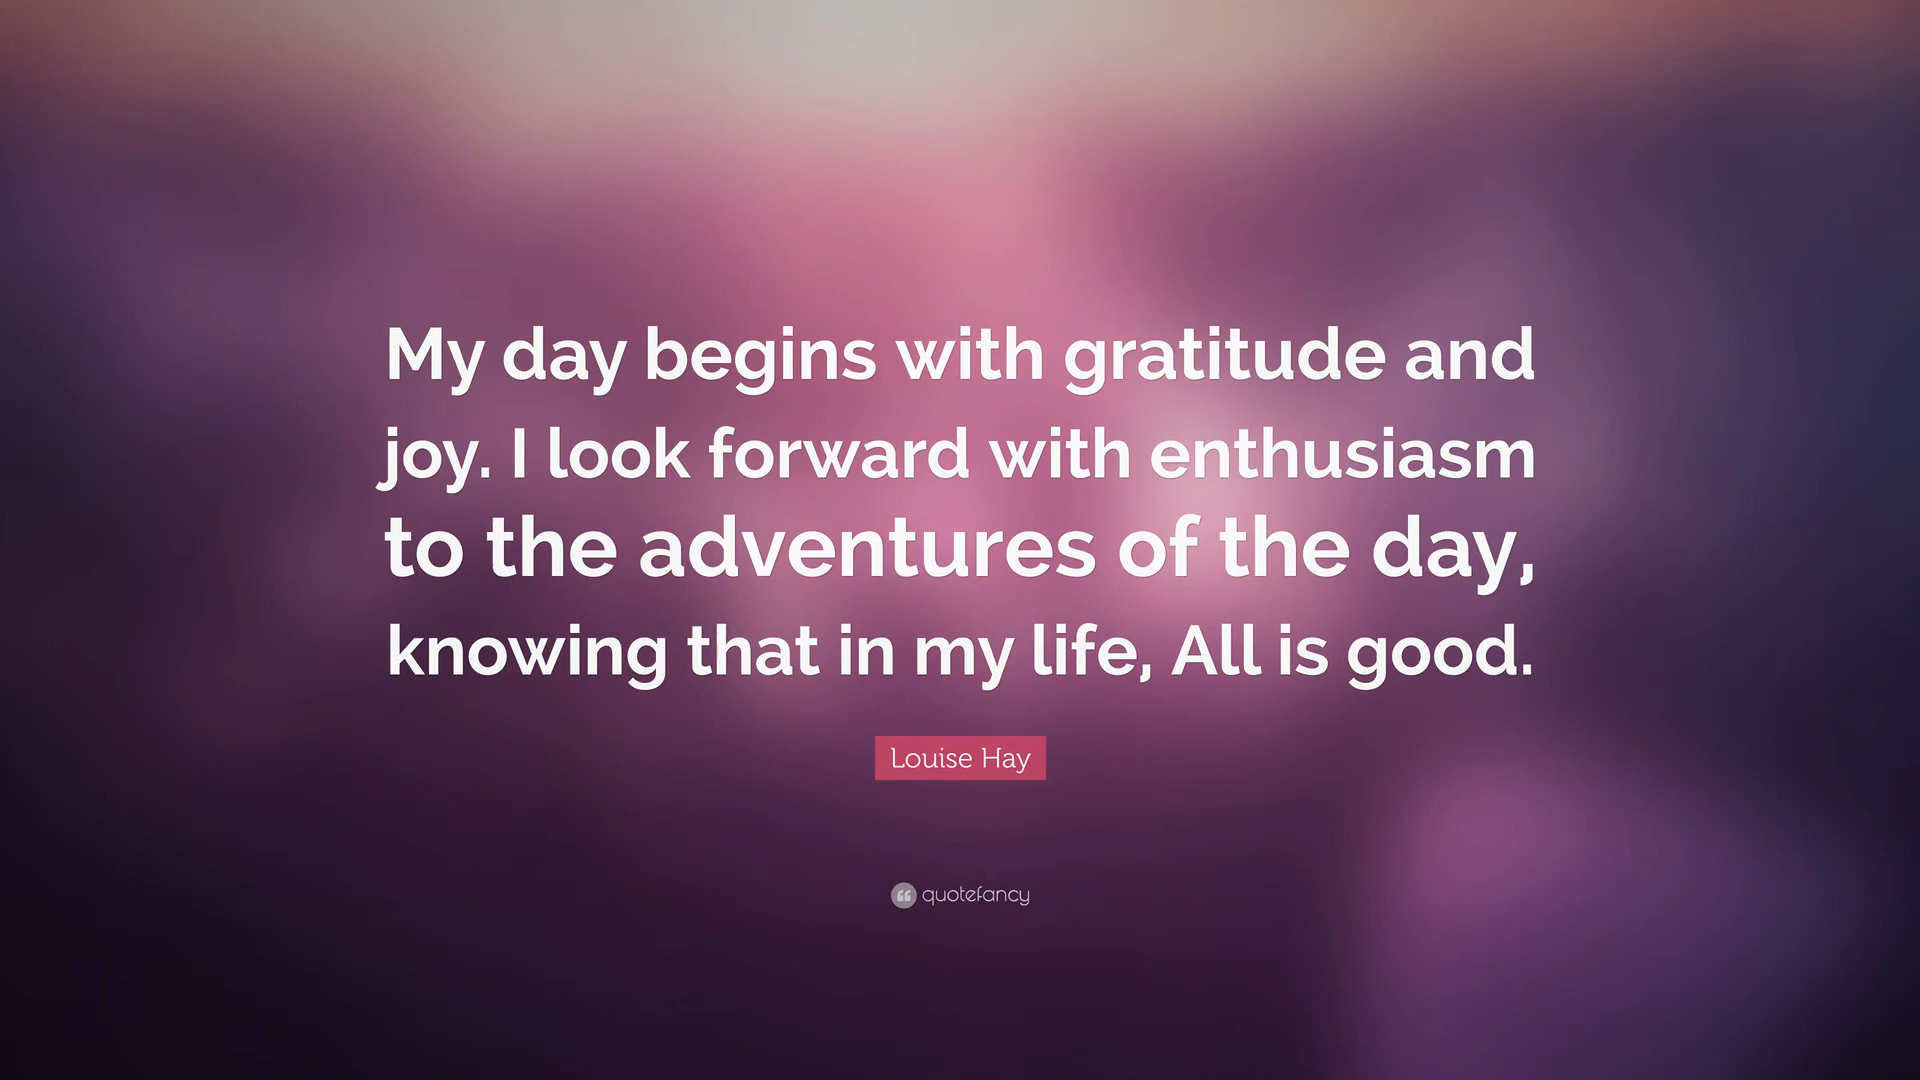 My day begins with gratitude and
joy. I look forward with enthusiasm
to the adventures of the day,
knowing that in my life, All is good.
Louise Hay
quotefancy